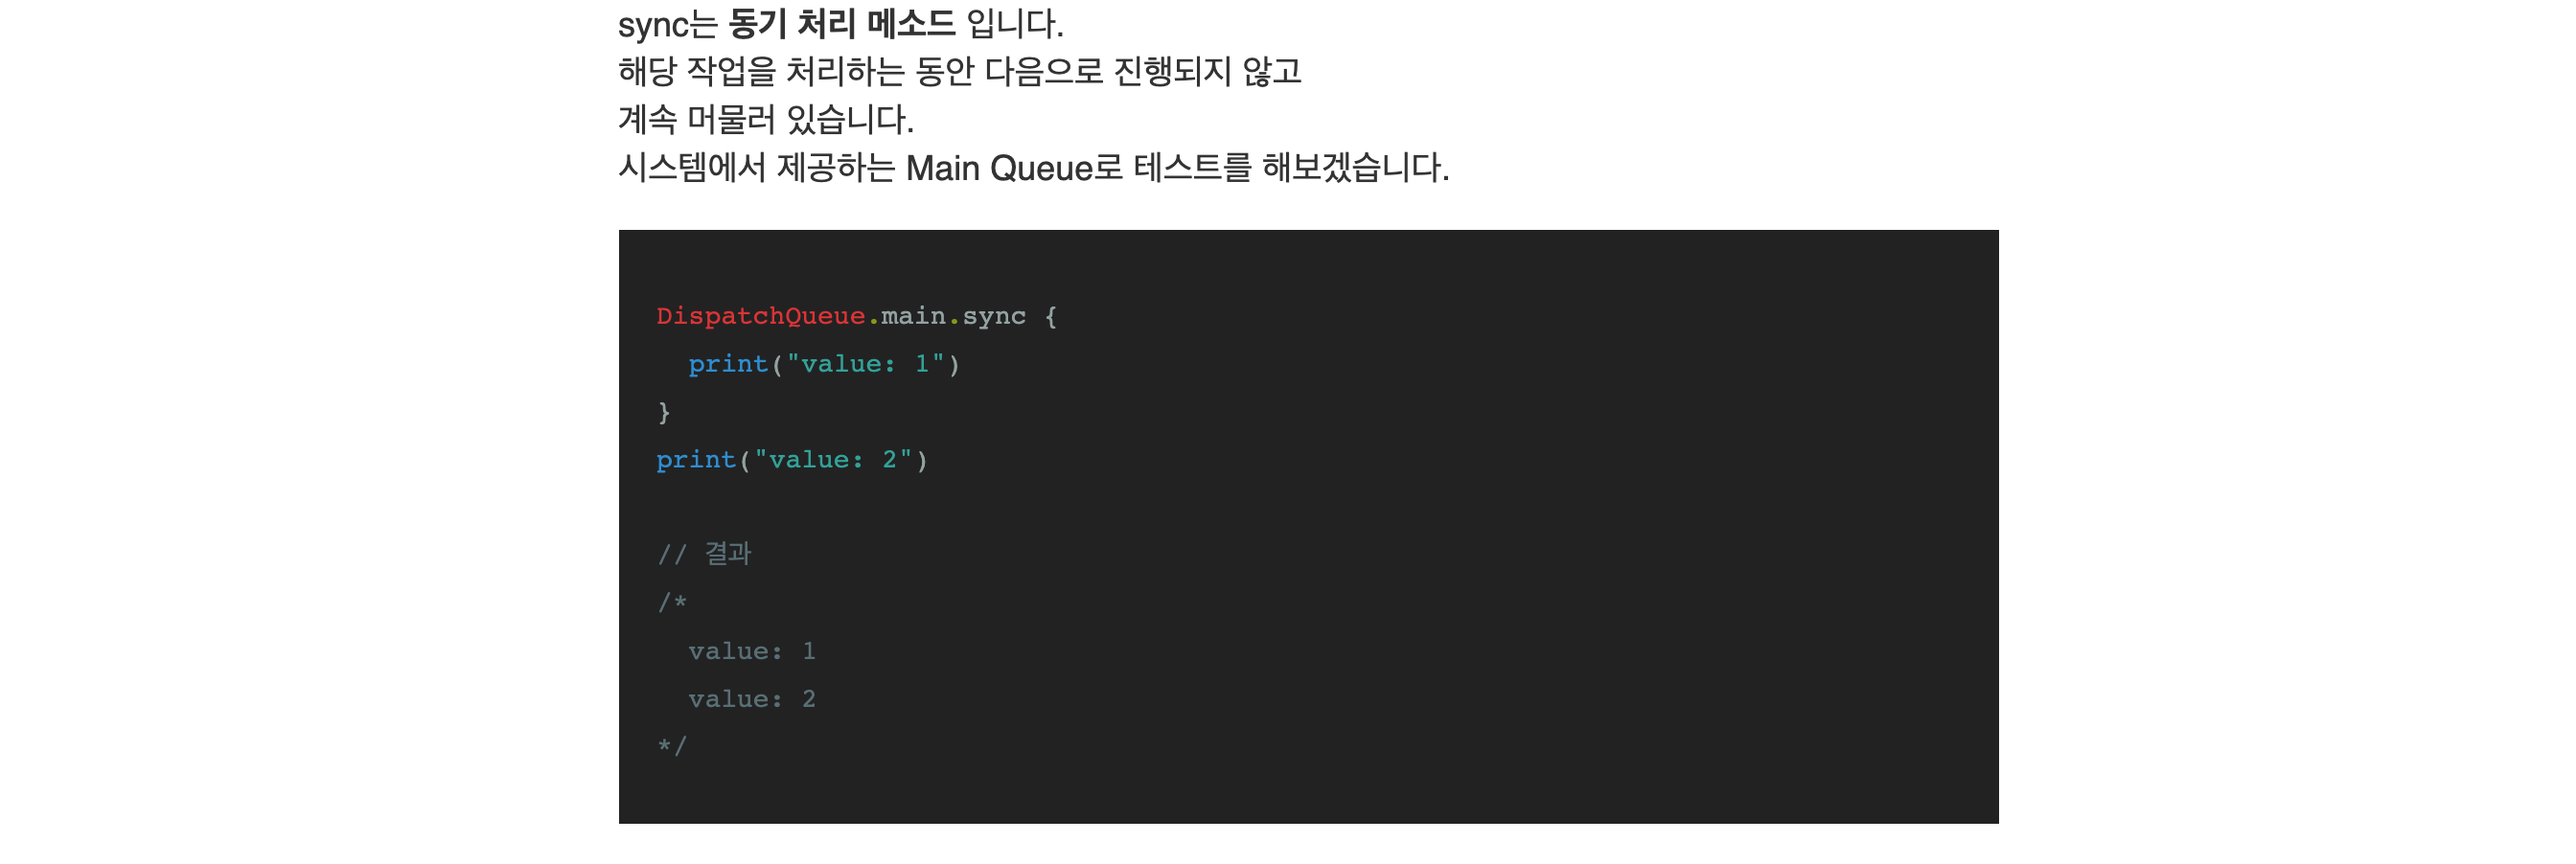 sync는 동기 처리 메소드 입니다.
해당 작업을 처리하는 동안 다음으로 진행되지 않고
계속 머물러 있습니다.
시스템에서 제공하는 Main Queue로 테스트를 해보겠습니다.
DispatchQueue.main.sync {
  print("value: 1")
}
print("value: 2")
// 결과
/*
  value: 1
  value: 2
*/